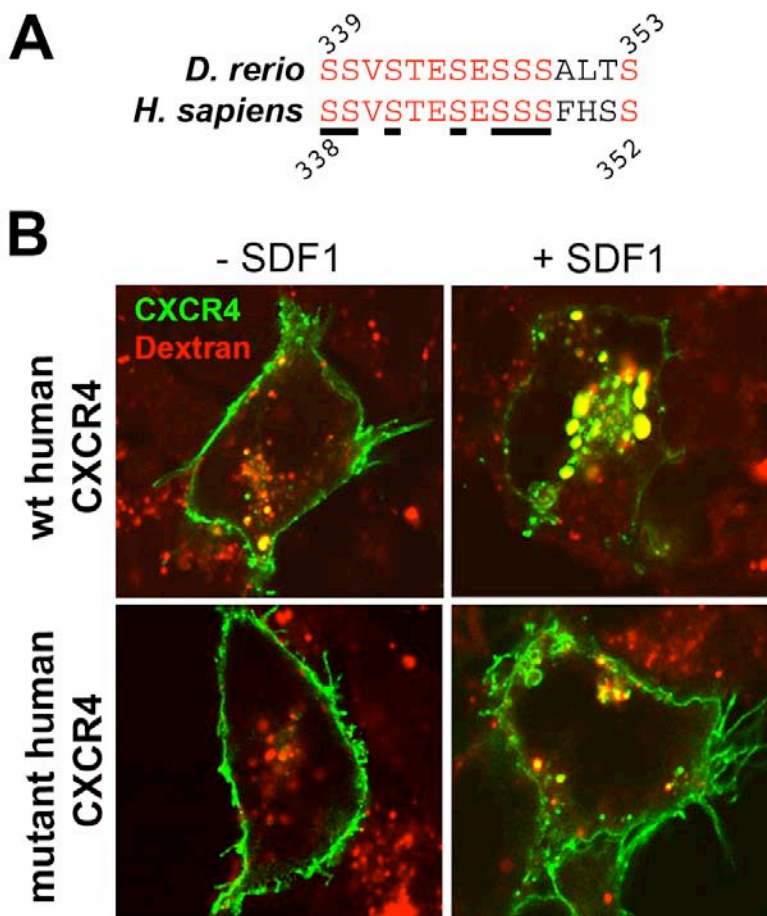 A
339 353
D. rerio SSVSTESESSSALTS
H. sapiens SSVSTESESSSFHSS
338 352
B
- SDF1 + SDF1
CXCR4
Dextran
wt human
CXCR4
mutant human
CXCR4